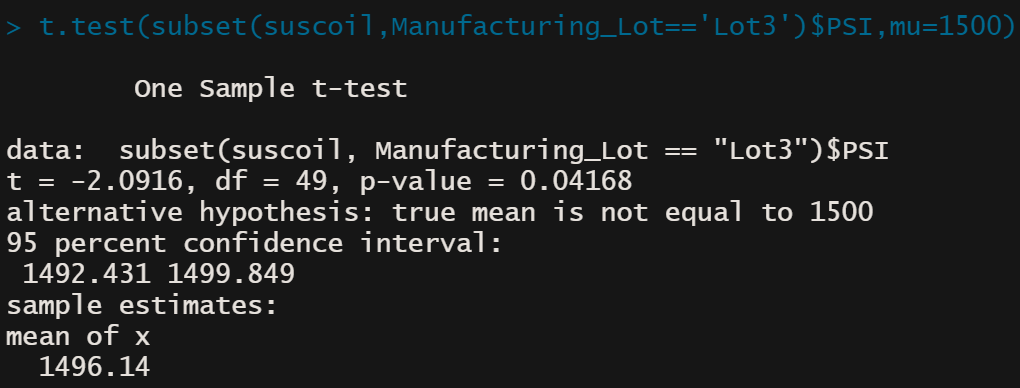 > t.test(subset(suscoil,Manufacturing_Lot=='Lot3')$PSI,mu=1500)
One Sample t-test
data:  subset(suscoil, Manufacturing_Lot == "Lot3")$PSI
t = -2.0916, df = 49, p-value = 0.04168
alternative hypothesis: true mean is not equal to 1500
95 percent confidence interval:
 1492.431 1499.849
sample estimates:
mean of x
  1496.14